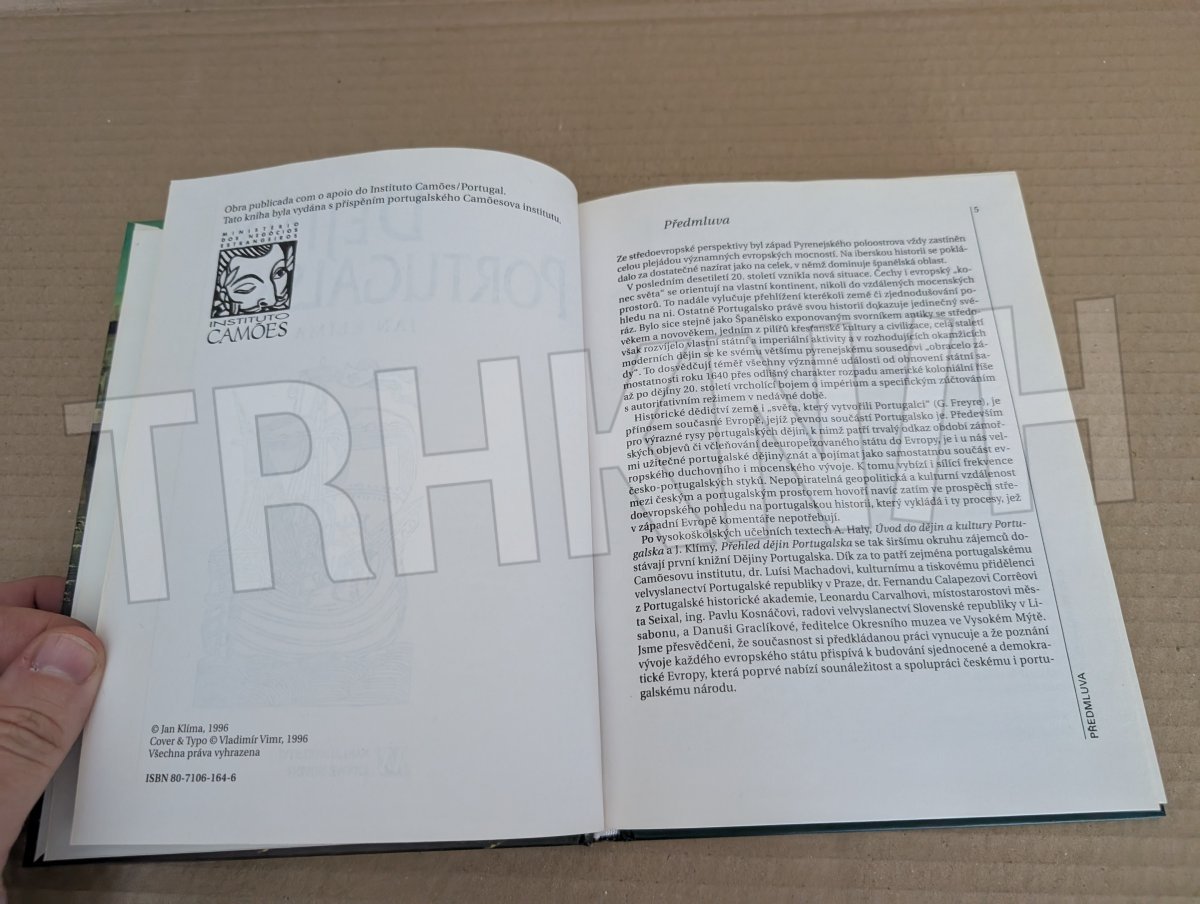 Obra publicada com o apoio do Instituto Camões/Portugal.
Tato kniha byla vydána s přispěním portugalského Camõesova institutu.
MINISTÉRIO
DOS NEGÓCIOS
ESTRANGEIROS
INSTITUTO
CAMÕES
© Jan Klíma, 1996
Cover & Typo © Vladimír Vimr, 1996
Všechna práva vyhrazena
ISBN 80-7106-164-6
5
Předmluva
Ze středoevropské perspektivy byl západ Pyrenejského poloostrova vždy zastíněn
celou plejádou významných evropských mocností. Na iberskou historii se poklá-
dalo za dostatečné nazírat jako na celek, v němž dominuje španělská oblast.
V posledním desetiletí 20. století vznikla nová situace. Čechy i evropský „ko-
nec světa“ se orientují na vlastní kontinent, nikoli do vzdálených mocenských
prostorů. To nadále vylučuje přehlížení kterékoli země či zjednodušování po-
hledu na ni. Ostatně Portugalsko právě svou historií dokazuje jedinečný své-
ráz. Bylo sice stejně jako Španělsko exponovaným svorníkem antiky se středo-
věkem a novověkem, jedním z pilířů křesťanské kultury a civilizace, celá staletí
však rozvíjelo vlastní státní a imperiální aktivity a v rozhodujících okamžicích
moderních dějin se ke svému většímu pyrenejskému sousedovi „obracelo zá-
dy“. To dosvědčují téměř všechny významné události od obnovení státní sa-
mostatnosti roku 1640 přes odlišný charakter rozpadu americké koloniální říše
až po dějiny 20. století vrcholící bojem o impérium a specifickým zúčtováním
s autoritativním režimem v nedávné době.
Historické dědictví země i „světa, který vytvořili Portugalci“ (G. Freyre), je
přínosem současné Evropě, jejíž pevnou součástí Portugalsko je. Především
pro výrazné rysy portugalských dějin, k nimž patří trvalý odkaz období zámoř-
ských objevů či včleňování deeuropeizovaného státu do Evropy, je i u nás vel-
mi užitečné portugalské dějiny znát a pojímat jako samostatnou součást ev-
ropského duchovního i mocenského vývoje. K tomu vybízí i sílící frekvence
česko-portugalských styků. Nepopiratelná geopolitická a kulturní vzdálenost
mezi českým a portugalským prostorem hovoří navíc zatím ve prospěch stře-
doevropského pohledu na portugalskou historii, který vykládá i ty procesy, jež
v západní Evropě komentáře nepotřebují.
Po vysokoškolských učebních textech A. Haly, Úvod do dějin a kultury Portu-
galska a J. Klímy, Přehled dějin Portugalska se tak širšímu okruhu zájemců do-
stávají první knižní Dějiny Portugalska. Dík za to patří zejména portugalskému
Camõesovu institutu, dr. Luísi Machadovi, kulturnímu a tiskovému přidělenci
velvyslanectví Portugalské republiky v Praze, dr. Fernandu Calapezovi Corrêovi
z Portugalské historické akademie, Leonardu Carvalhovi, místostarostovi měs-
ta Seixal, ing. Pavlu Kosnáčovi, radovi velvyslanectví Slovenské republiky v Li-
sabonu, a Danuši Graclíkové, ředitelce Okresního muzea ve Vysokém Mýtě.
Jsme přesvědčeni, že současnost si předkládanou práci vynucuje a že poznání
vývoje každého evropského státu přispívá k budování sjednocené a demokra-
tické Evropy, která poprvé nabízí sounáležitost a spolupráci českému i portu-
galskému národu.
PŘEDMLUVA
TRHKNIH